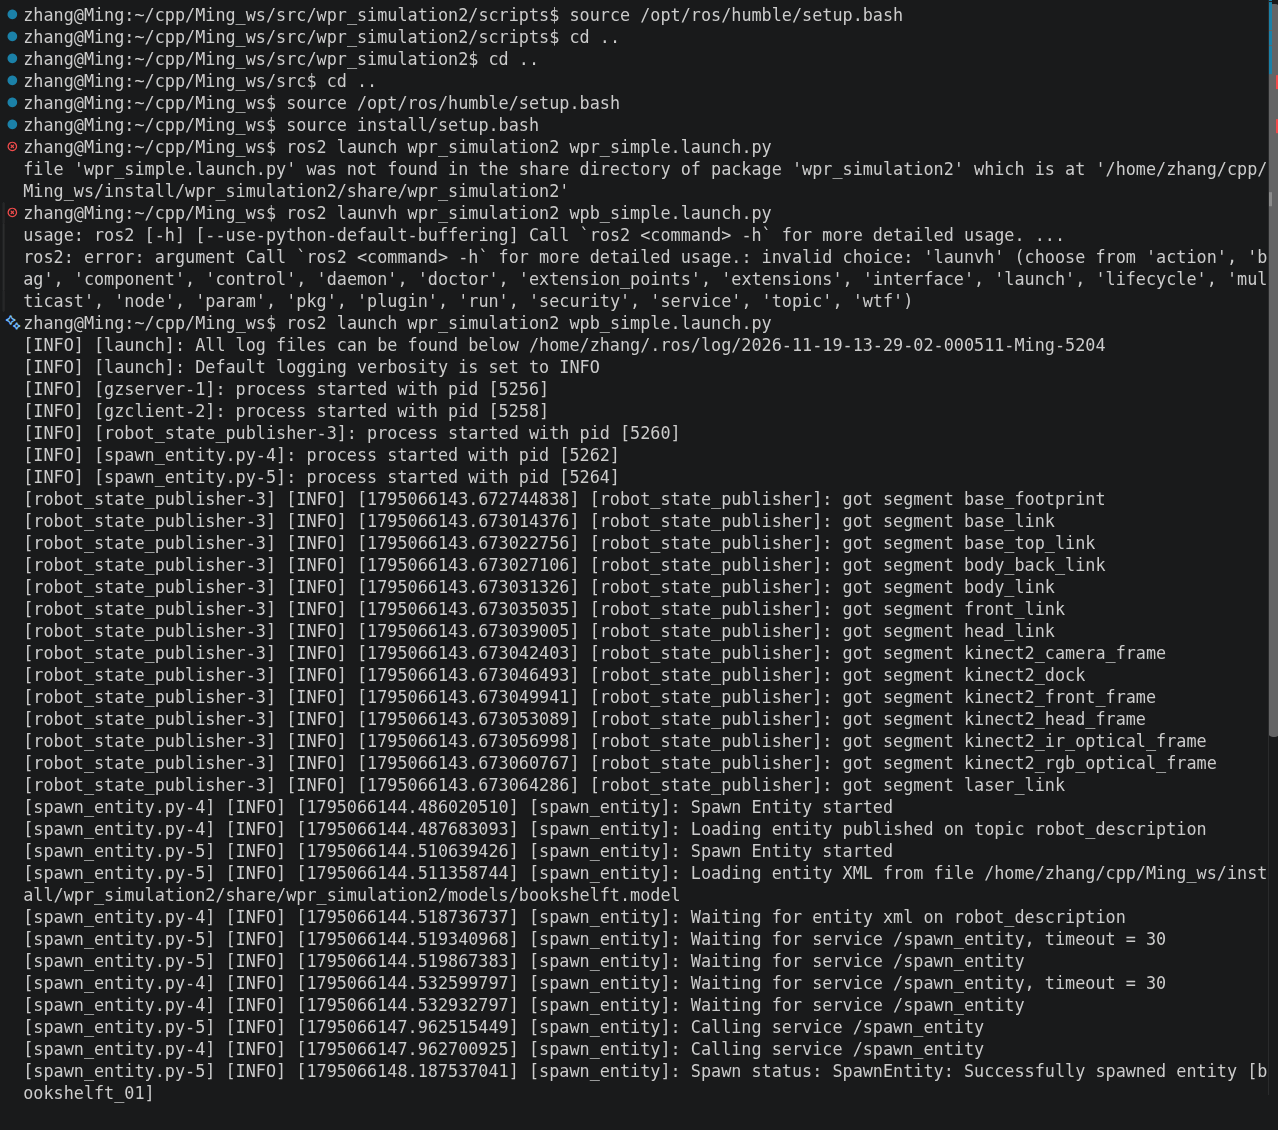 zhang@Ming:~/cpp/Ming_ws/src/wpr_simulation2/scripts$ source /opt/ros/humble/setup.bash
zhang@Ming:~/cpp/Ming_ws/src/wpr_simulation2/scripts$ cd ..
zhang@Ming:~/cpp/Ming_ws/src/wpr_simulation2$ cd ..
zhang@Ming:~/cpp/Ming_ws/src$ cd ..
zhang@Ming:~/cpp/Ming_ws$ source /opt/ros/humble/setup.bash
zhang@Ming:~/cpp/Ming_ws$ source install/setup.bash
zhang@Ming:~/cpp/Ming_ws$ ros2 launch wpr_simulation2 wpr_simple.launch.py
file 'wpr_simple.launch.py' was not found in the share directory of package 'wpr_simulation2' which is at '/home/zhang/cpp/
Ming_ws/install/wpr_simulation2/share/wpr_simulation2'
zhang@Ming:~/cpp/Ming_ws$ ros2 launvh wpr_simulation2 wpb_simple.launch.py
usage: ros2 [-h] [--use-python-default-buffering] Call `ros2 <command> -h` for more detailed usage. ...
ros2: error: argument Call `ros2 <command> -h` for more detailed usage.: invalid choice: 'launvh' (choose from 'action', 'b
ag', 'component', 'control', 'daemon', 'doctor', 'extension_points', 'extensions', 'interface', 'launch', 'lifecycle', 'mul
ticast', 'node', 'param', 'pkg', 'plugin', 'run', 'security', 'service', 'topic', 'wtf')
zhang@Ming:~/cpp/Ming_ws$ ros2 launch wpr_simulation2 wpb_simple.launch.py
[INFO] [launch]: All log files can be found below /home/zhang/.ros/log/2026-11-19-13-29-02-000511-Ming-5204
[INFO] [launch]: Default logging verbosity is set to INFO
[INFO] [gzserver-1]: process started with pid [5256]
[INFO] [gzclient-2]: process started with pid [5258]
[INFO] [robot_state_publisher-3]: process started with pid [5260]
[INFO] [spawn_entity.py-4]: process started with pid [5262]
[INFO] [spawn_entity.py-5]: process started with pid [5264]
[robot_state_publisher-3] [INFO] [1795066143.672744838] [robot_state_publisher]: got segment base_footprint
[robot_state_publisher-3] [INFO] [1795066143.673014376] [robot_state_publisher]: got segment base_link
[robot_state_publisher-3] [INFO] [1795066143.673022756] [robot_state_publisher]: got segment base_top_link
[robot_state_publisher-3] [INFO] [1795066143.673027106] [robot_state_publisher]: got segment body_back_link
[robot_state_publisher-3] [INFO] [1795066143.673031326] [robot_state_publisher]: got segment body_link
[robot_state_publisher-3] [INFO] [1795066143.673035035] [robot_state_publisher]: got segment front_link
[robot_state_publisher-3] [INFO] [1795066143.673039005] [robot_state_publisher]: got segment head_link
[robot_state_publisher-3] [INFO] [1795066143.673042403] [robot_state_publisher]: got segment kinect2_camera_frame
[robot_state_publisher-3] [INFO] [1795066143.673046493] [robot_state_publisher]: got segment kinect2_dock
[robot_state_publisher-3] [INFO] [1795066143.673049941] [robot_state_publisher]: got segment kinect2_front_frame
[robot_state_publisher-3] [INFO] [1795066143.673053089] [robot_state_publisher]: got segment kinect2_head_frame
[robot_state_publisher-3] [INFO] [1795066143.673056998] [robot_state_publisher]: got segment kinect2_ir_optical_frame
[robot_state_publisher-3] [INFO] [1795066143.673060767] [robot_state_publisher]: got segment kinect2_rgb_optical_frame
[robot_state_publisher-3] [INFO] [1795066143.673064286] [robot_state_publisher]: got segment laser_link
[spawn_entity.py-4] [INFO] [1795066144.486020510] [spawn_entity]: Spawn Entity started
[spawn_entity.py-4] [INFO] [1795066144.487683093] [spawn_entity]: Loading entity published on topic robot_description
[spawn_entity.py-5] [INFO] [1795066144.510639426] [spawn_entity]: Spawn Entity started
[spawn_entity.py-5] [INFO] [1795066144.511358744] [spawn_entity]: Loading entity XML from file /home/zhang/cpp/Ming_ws/inst
all/wpr_simulation2/share/wpr_simulation2/models/bookshelft.model
[spawn_entity.py-4] [INFO] [1795066144.518736737] [spawn_entity]: Waiting for entity xml on robot_description
[spawn_entity.py-5] [INFO] [1795066144.519340968] [spawn_entity]: Waiting for service /spawn_entity, timeout = 30
[spawn_entity.py-5] [INFO] [1795066144.519867383] [spawn_entity]: Waiting for service /spawn_entity
[spawn_entity.py-4] [INFO] [1795066144.532599797] [spawn_entity]: Waiting for service /spawn_entity, timeout = 30
[spawn_entity.py-4] [INFO] [1795066144.532932797] [spawn_entity]: Waiting for service /spawn_entity
[spawn_entity.py-5] [INFO] [1795066147.962515449] [spawn_entity]: Calling service /spawn_entity
[spawn_entity.py-4] [INFO] [1795066147.962700925] [spawn_entity]: Calling service /spawn_entity
[spawn_entity.py-5] [INFO] [1795066148.187537041] [spawn_entity]: Spawn status: SpawnEntity: Successfully spawned entity [b
ookshelft_01]